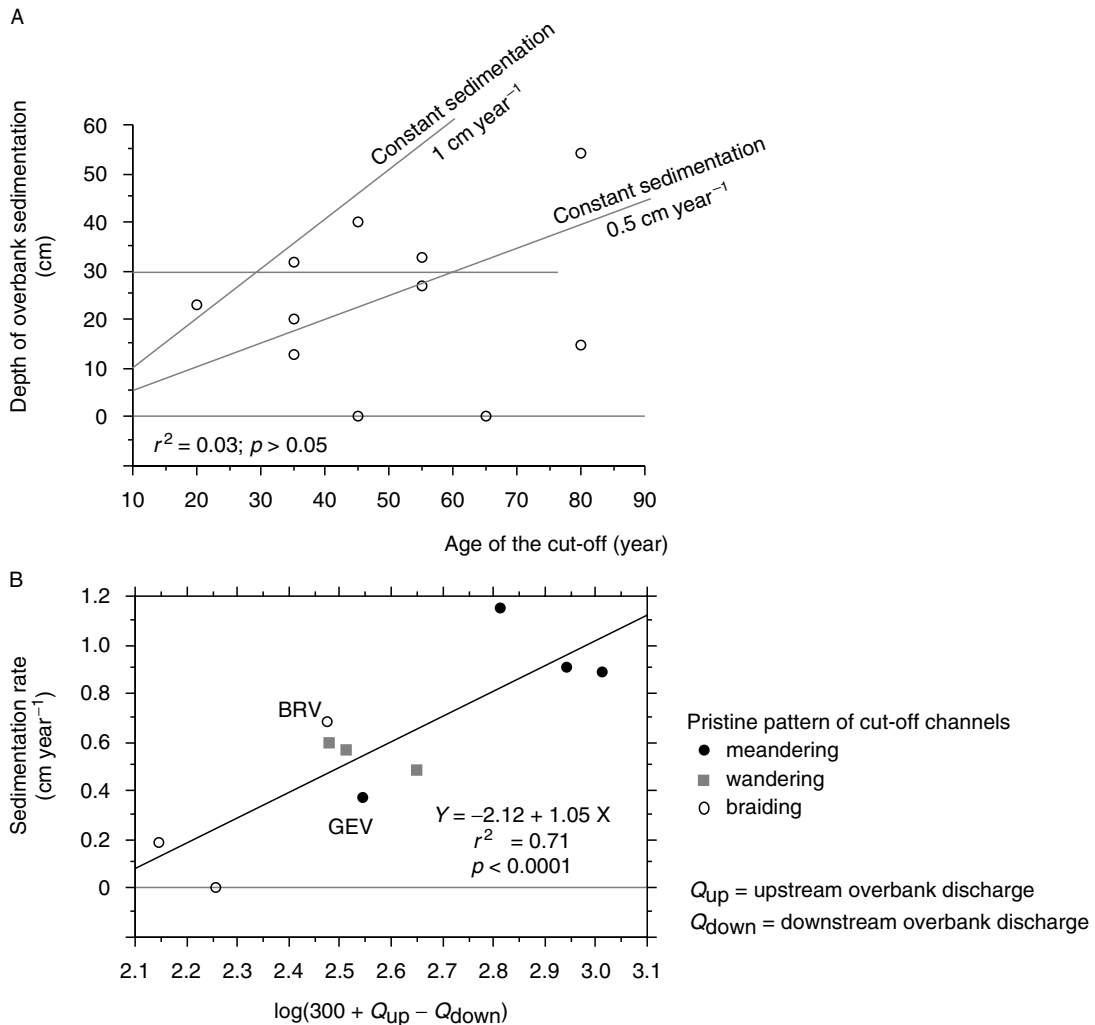 A
Depth of overbank sedimentation
(cm)
60
50
40
30
20
10
0
Constant sedimentation
1 cm year⁻¹
Constant sedimentation
0.5 cm year⁻¹
r² = 0.03; p > 0.05
10 20 30 40 50 60 70 80 90
Age of the cut-off (year)
B
Sedimentation rate
(cm year⁻¹)
1.2
1.0
0.8
0.6
0.4
0.2
0
BRV
GEV
Y = −2.12 + 1.05 X
r² = 0.71
p < 0.0001
2.1 2.2 2.3 2.4 2.5 2.6 2.7 2.8 2.9 3.0 3.1
log(300 + Qup − Qdown)
Pristine pattern of cut-off channels
meandering
wandering
braiding
Qup = upstream overbank discharge
Qdown = downstream overbank discharge